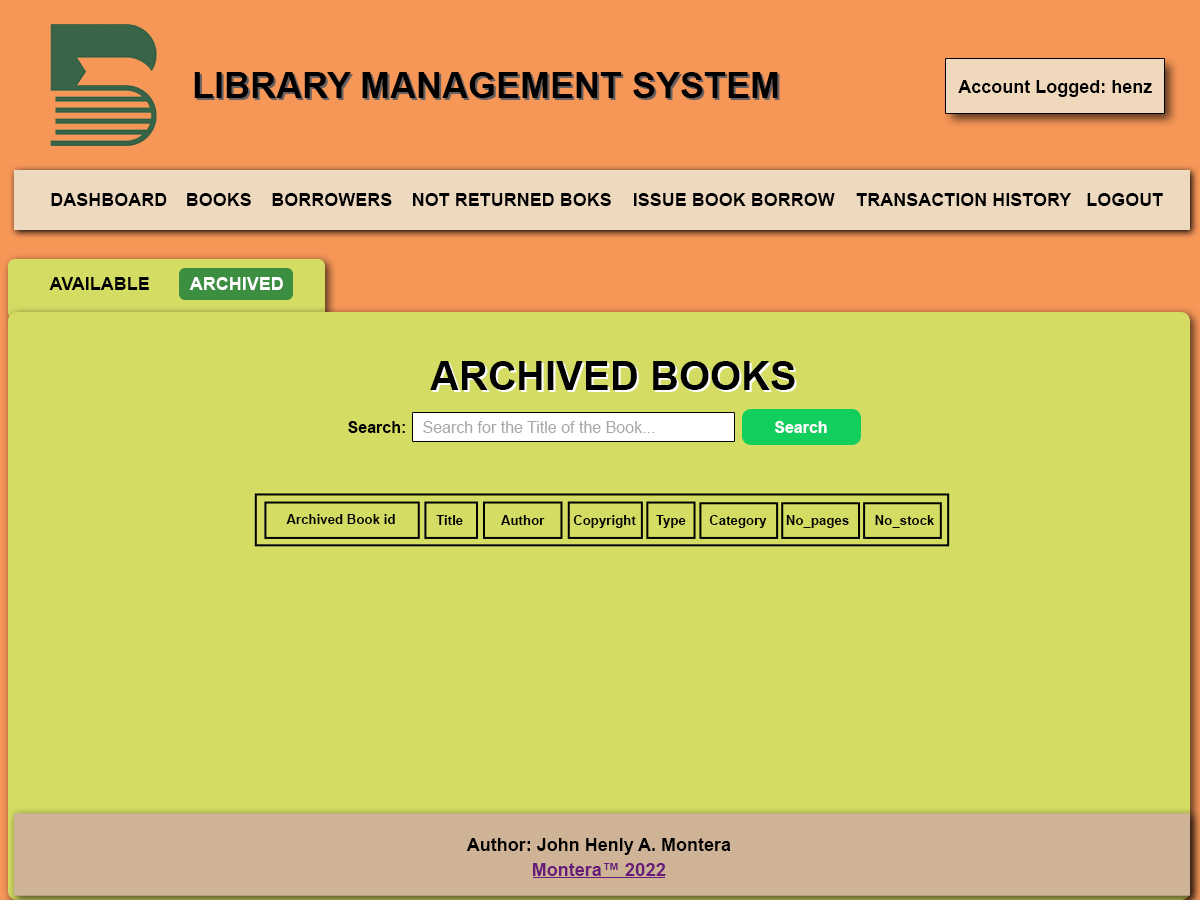 LIBRARY MANAGEMENT SYSTEM
Account Logged: henz
DASHBOARD BOOKS BORROWERS NOT RETURNED BOKS ISSUE BOOK BORROW TRANSACTION HISTORY LOGOUT
AVAILABLE ARCHIVED
ARCHIVED BOOKS
Search: Search for the Title of the Book... Search
Archived Book id Title Author Copyright Type Category No_pages No_stock
Author: John Henly A. Montera
Montera™ 2022